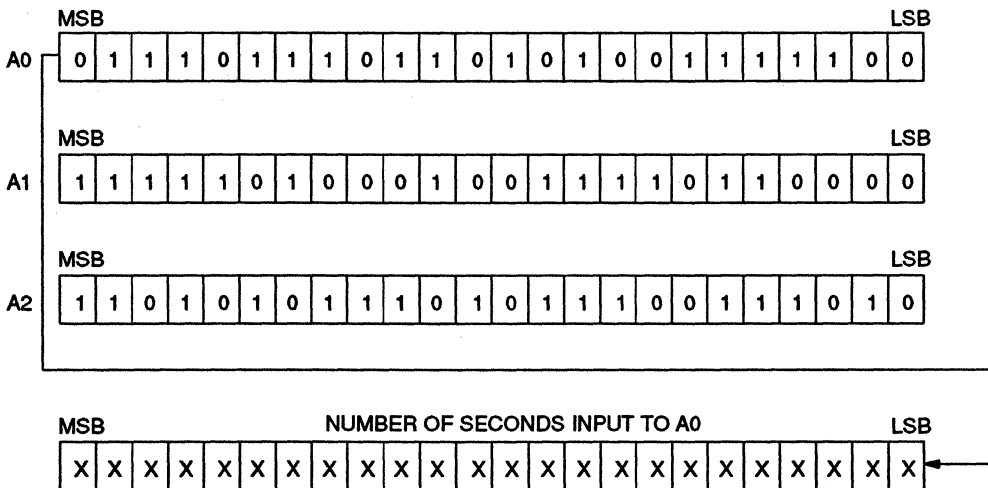 MSB LSB
A0 0 1 1 1 0 1 1 1 0 1 1 0 1 0 1 0 0 1 1 1 1 1 0 0
MSB LSB
A1 1 1 1 1 1 0 1 0 0 0 1 0 0 1 1 1 1 0 1 1 0 0 0 0
MSB LSB
A2 1 1 0 1 0 1 0 1 1 1 0 1 0 1 1 1 0 0 1 1 1 0 1 0
MSB NUMBER OF SECONDS INPUT TO A0 LSB
X X X X X X X X X X X X X X X X X X X X X X X X